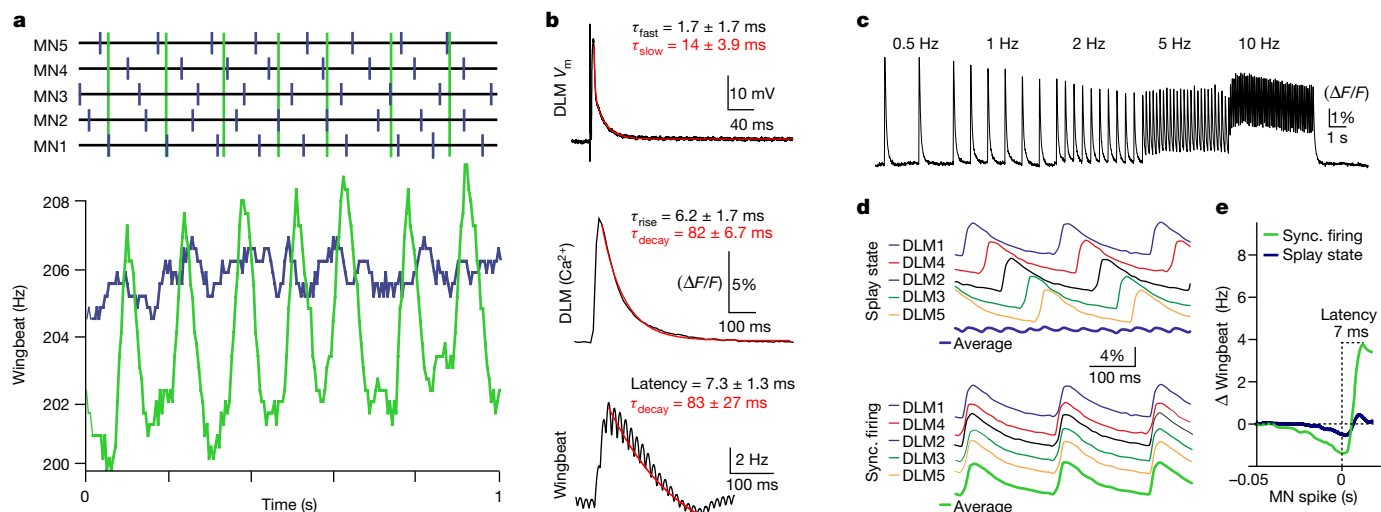 a
MN5
MN4
MN3
MN2
MN1
208
206
204
202
200
Wingbeat (Hz)
0
1
Time (s)
b
τfast = 1.7 ± 1.7 ms
τslow = 14 ± 3.9 ms
DLM Vm
10 mV
40 ms
τrise = 6.2 ± 1.7 ms
τdecay = 82 ± 6.7 ms
DLM (Ca2+)
(ΔF/F)
5%
100 ms
Latency = 7.3 ± 1.3 ms
τdecay = 83 ± 27 ms
Wingbeat
2 Hz
100 ms
c
0.5 Hz
1 Hz
2 Hz
5 Hz
10 Hz
(ΔF/F)
1%
1 s
d
Splay state
DLM1
DLM4
DLM2
DLM3
DLM5
Average
4%
100 ms
Sync. firing
DLM1
DLM4
DLM2
DLM3
DLM5
Average
e
Sync. firing
Splay state
8
6
4
2
0
Δ Wingbeat (Hz)
Latency
7 ms
−0.05
0
MN spike (s)